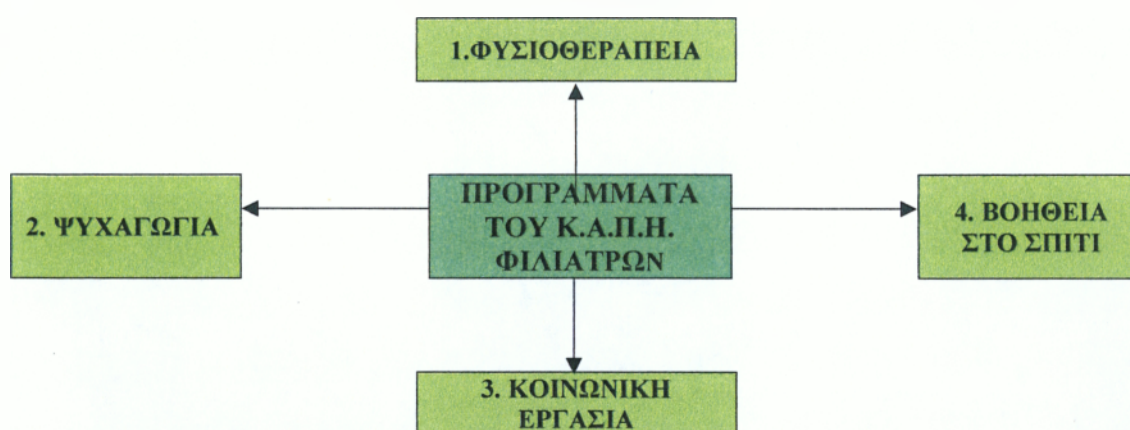 1.ΦΥΣΙΟΘΕΡΑΠΕΙΑ
2. ΨΥΧΑΓΩΓΙΑ
ΠΡΟΓΡΑΜΜΑΤΑ
ΤΟΥ Κ.Α.Π.Η.
ΦΙΛΙΑΤΡΩΝ
4. ΒΟΗΘΕΙΑ
ΣΤΟ ΣΠΙΤΙ
3. ΚΟΙΝΩΝΙΚΗ
ΕΡΓΑΣΙΑ